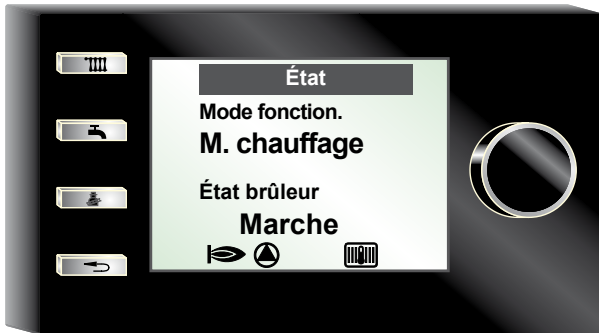 État
Mode fonction.
M. chauffage
État brûleur
Marche